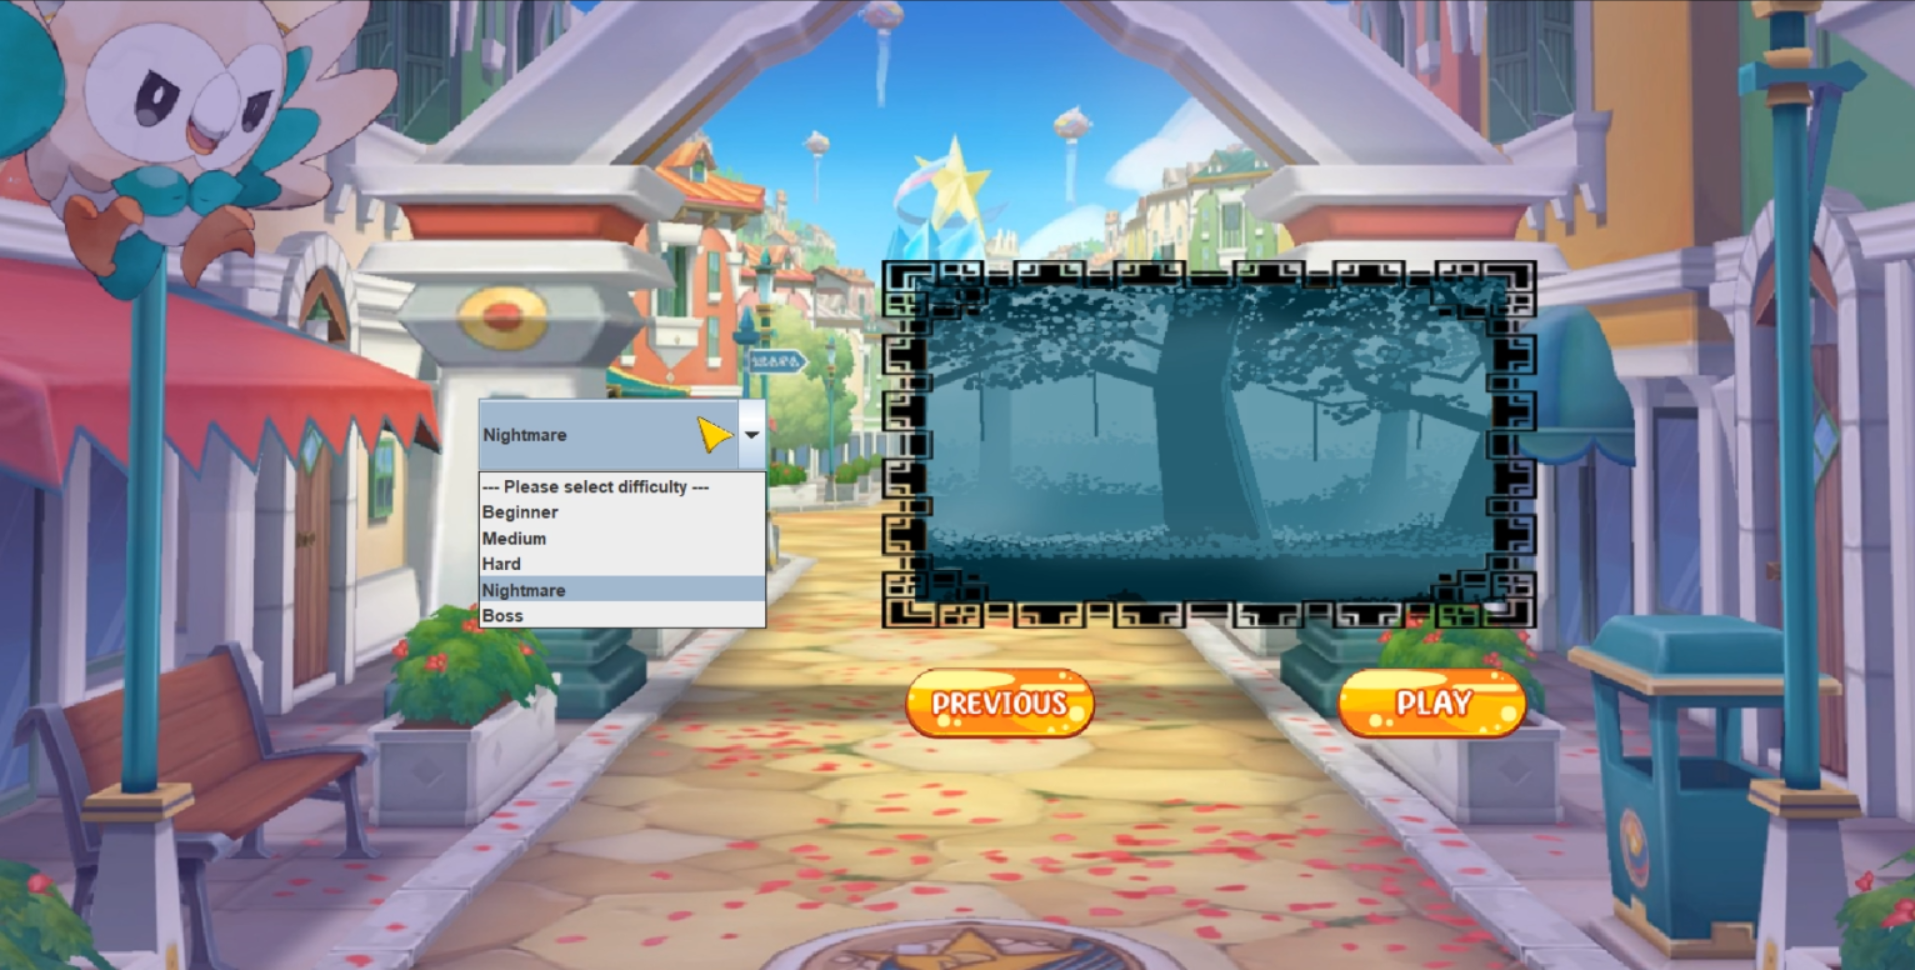 Nightmare
--- Please select difficulty ---
Beginner
Medium
Hard
Nightmare
Boss
PREVIOUS
PLAY